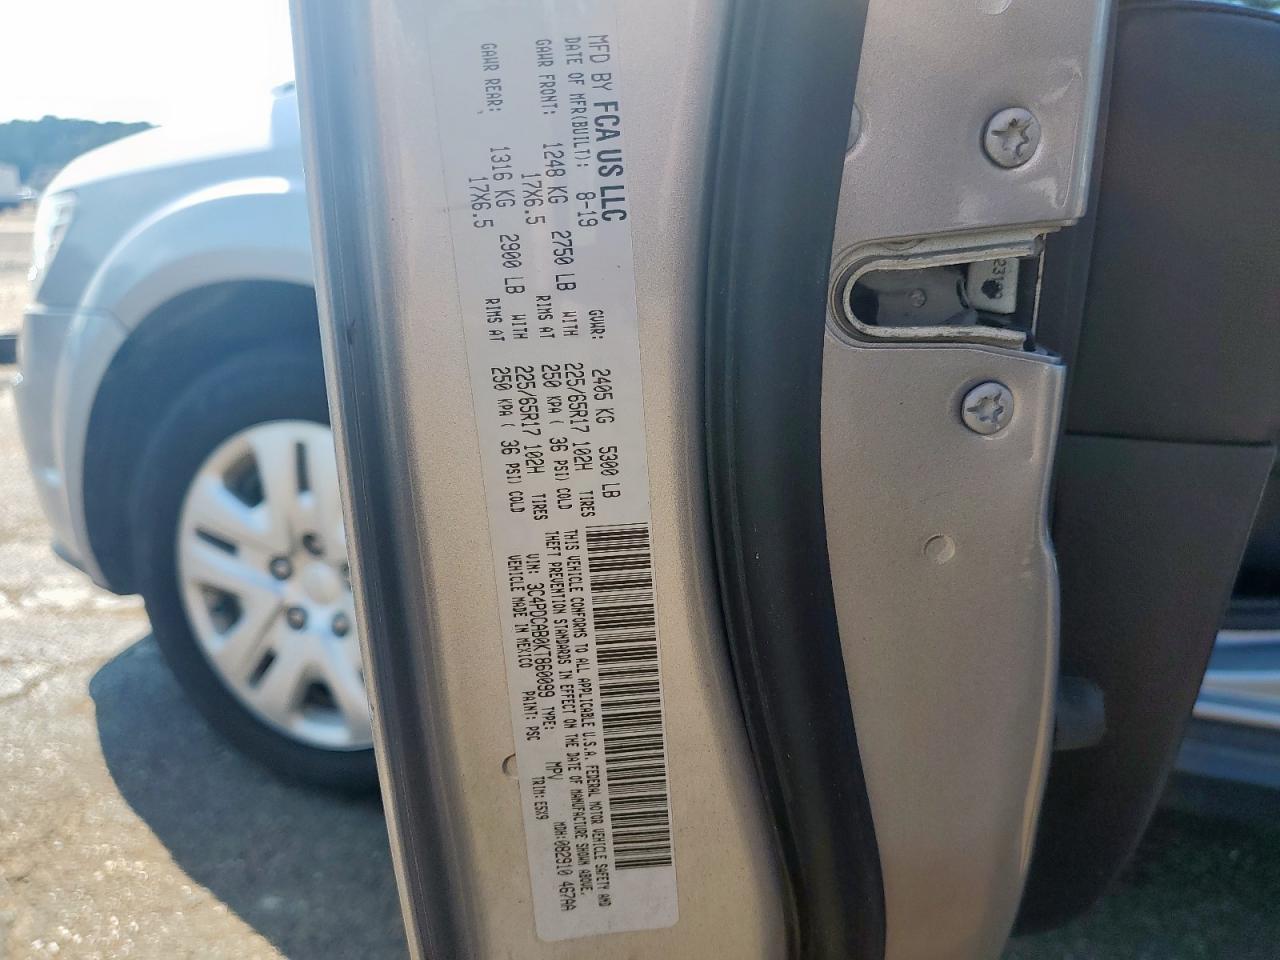 MFD BY FCA US LLC
DATE OF MFR(BUILT): 8-19 GVWR: 2405 KG 5300 LB
GAWR FRONT: 1248 KG 2750 LB WITH 225/65R17 102H TIRES
17X6.5 RIMS AT 250 KPA ( 36 PSI) COLD
GAWR REAR: 1316 KG 2900 LB WITH 225/65R17 102H TIRES
17X6.5 RIMS AT 250 KPA ( 36 PSI) COLD
THIS VEHICLE CONFORMS TO ALL APPLICABLE U.S.A. FEDERAL MOTOR VEHICLE SAFETY AND
THEFT PREVENTION STANDARDS IN EFFECT ON THE DATE OF MANUFACTURE SHOWN ABOVE.
VIN: 3C4PDCAB0KT860099 TYPE: MPV MDH:082910 467AA
VEHICLE MADE IN MEXICO PAINT: PSC TRIM:E5X9